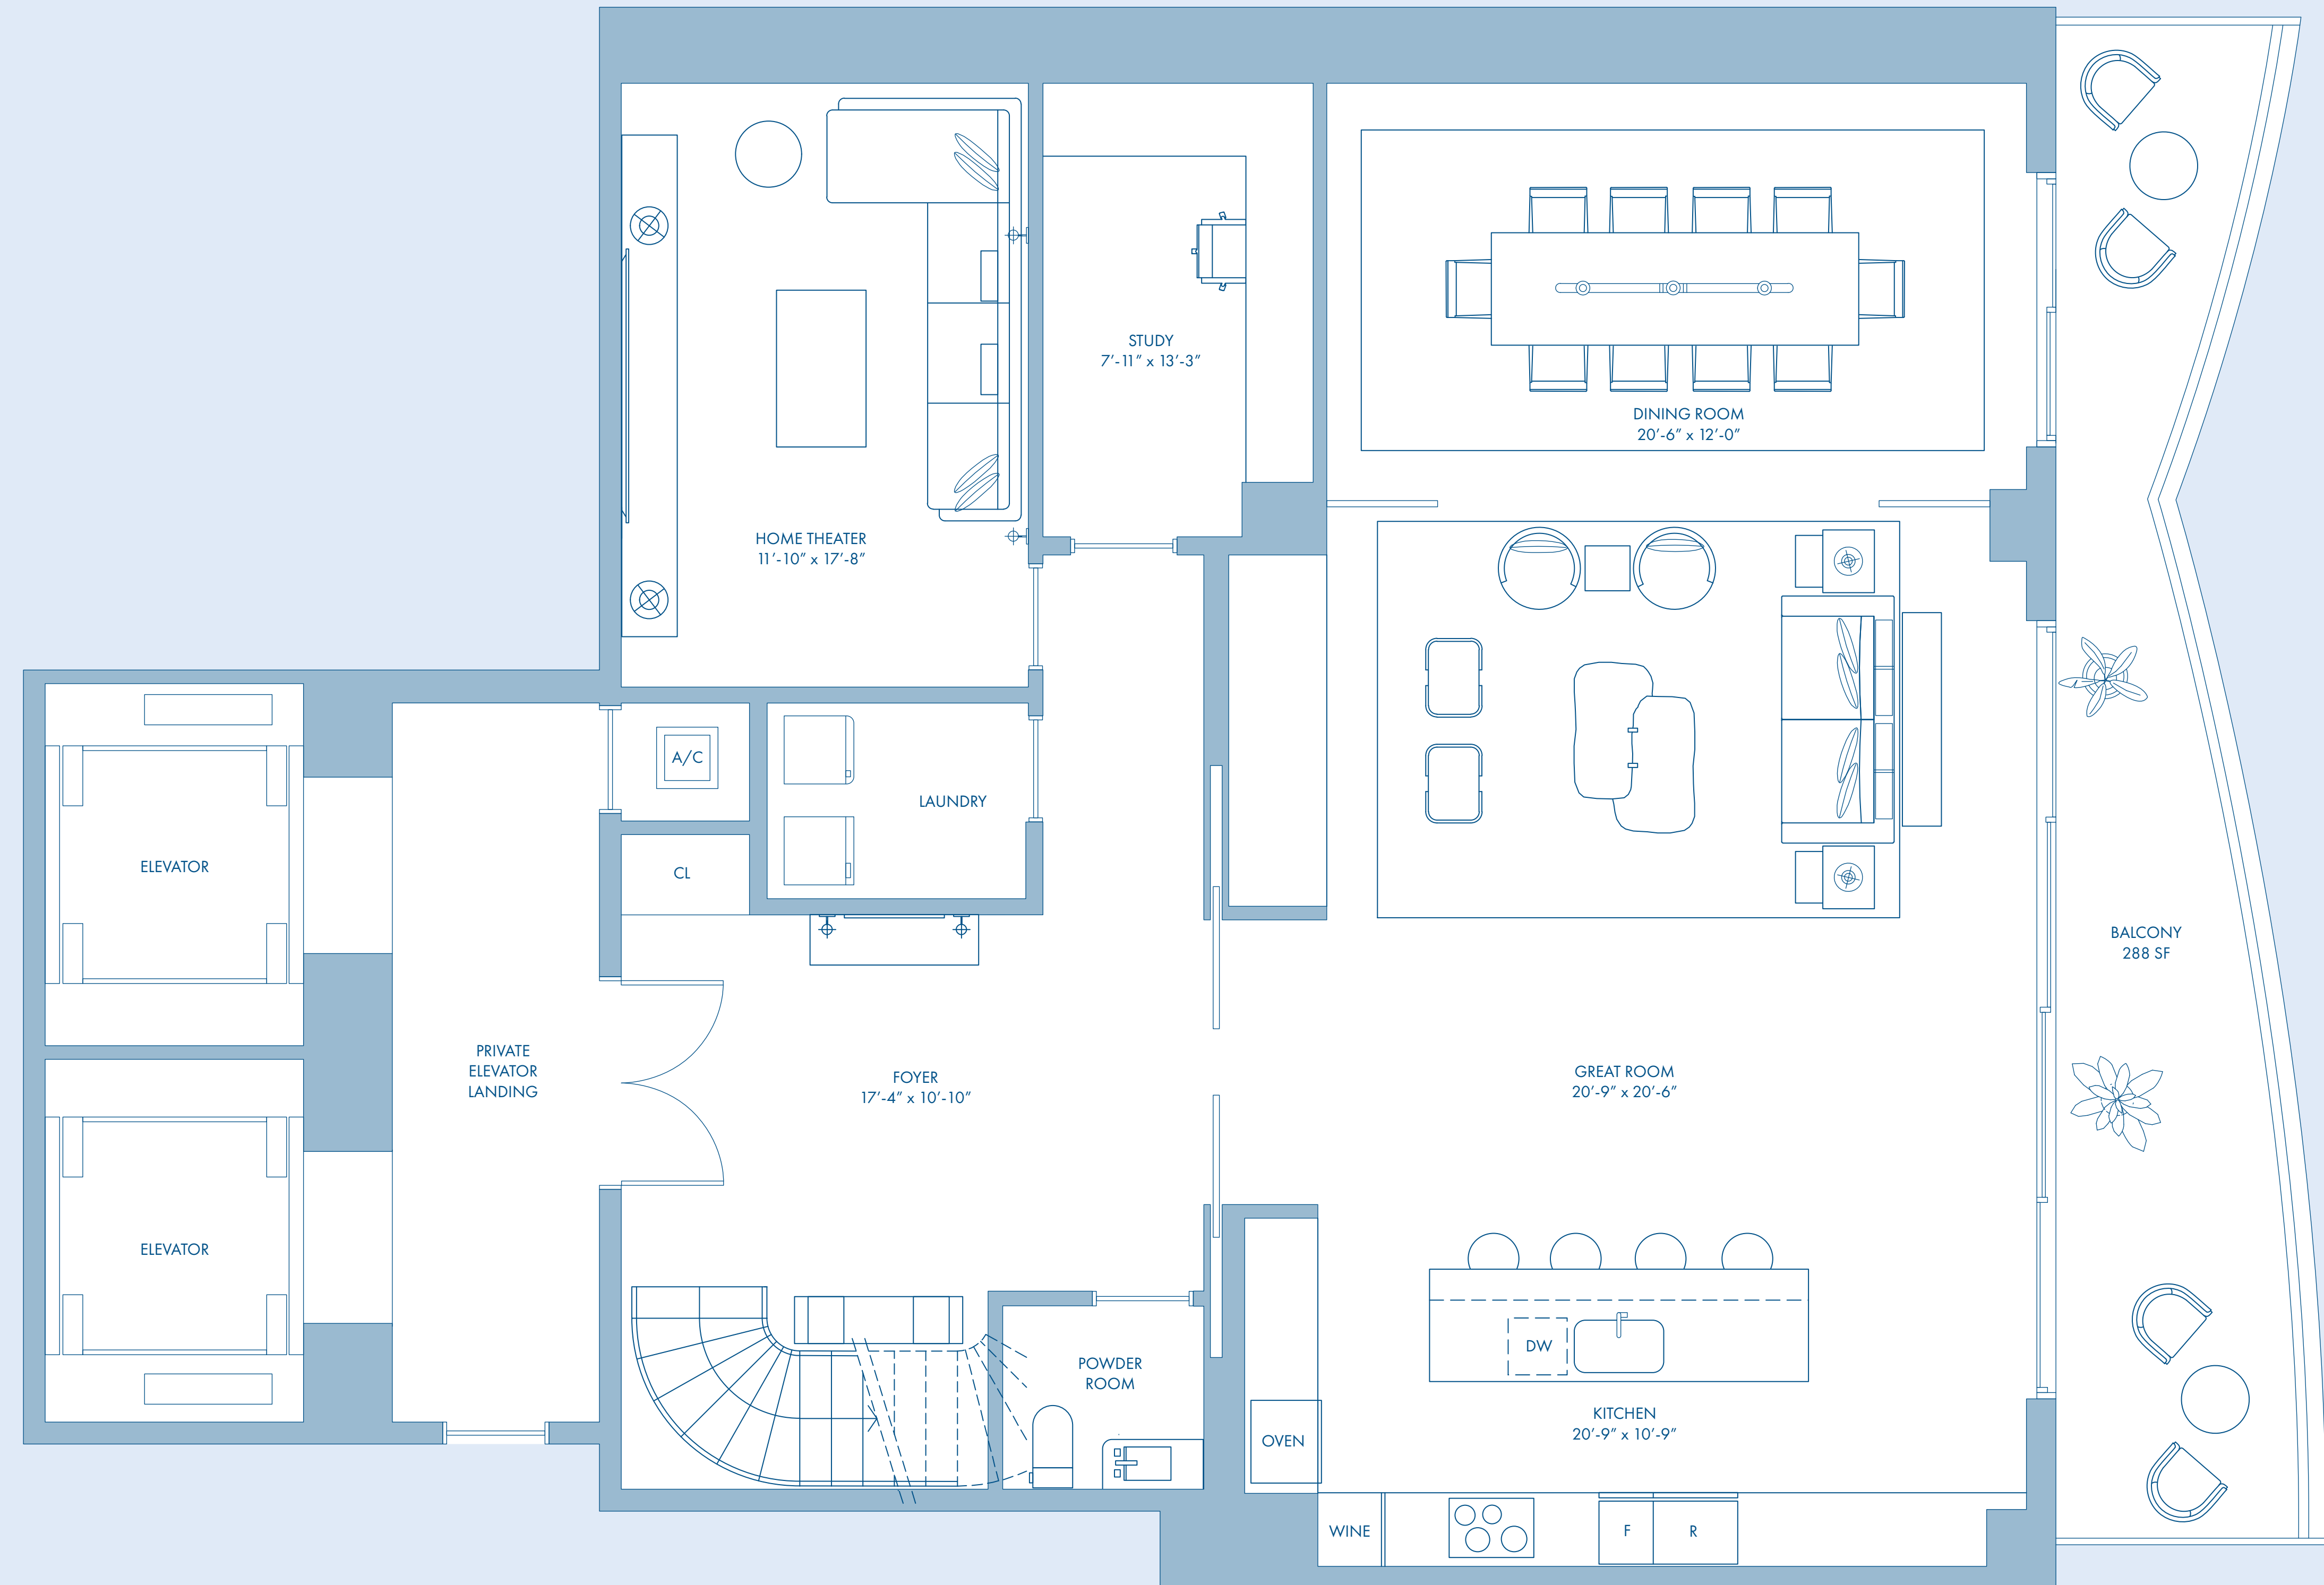 STUDY
7’-11” x 13’-3”
DINING ROOM
20’-6” x 12’-0”
HOME THEATER
11’-10” x 17’-8”
A/C
LAUNDRY
CL
ELEVATOR
BALCONY
288 SF
PRIVATE
ELEVATOR
LANDING
FOYER
17’-4” x 10’-10”
GREAT ROOM
20’-9” x 20’-6”
ELEVATOR
POWDER
ROOM
DW
KITCHEN
20’-9” x 10’-9”
OVEN
WINE
F
R